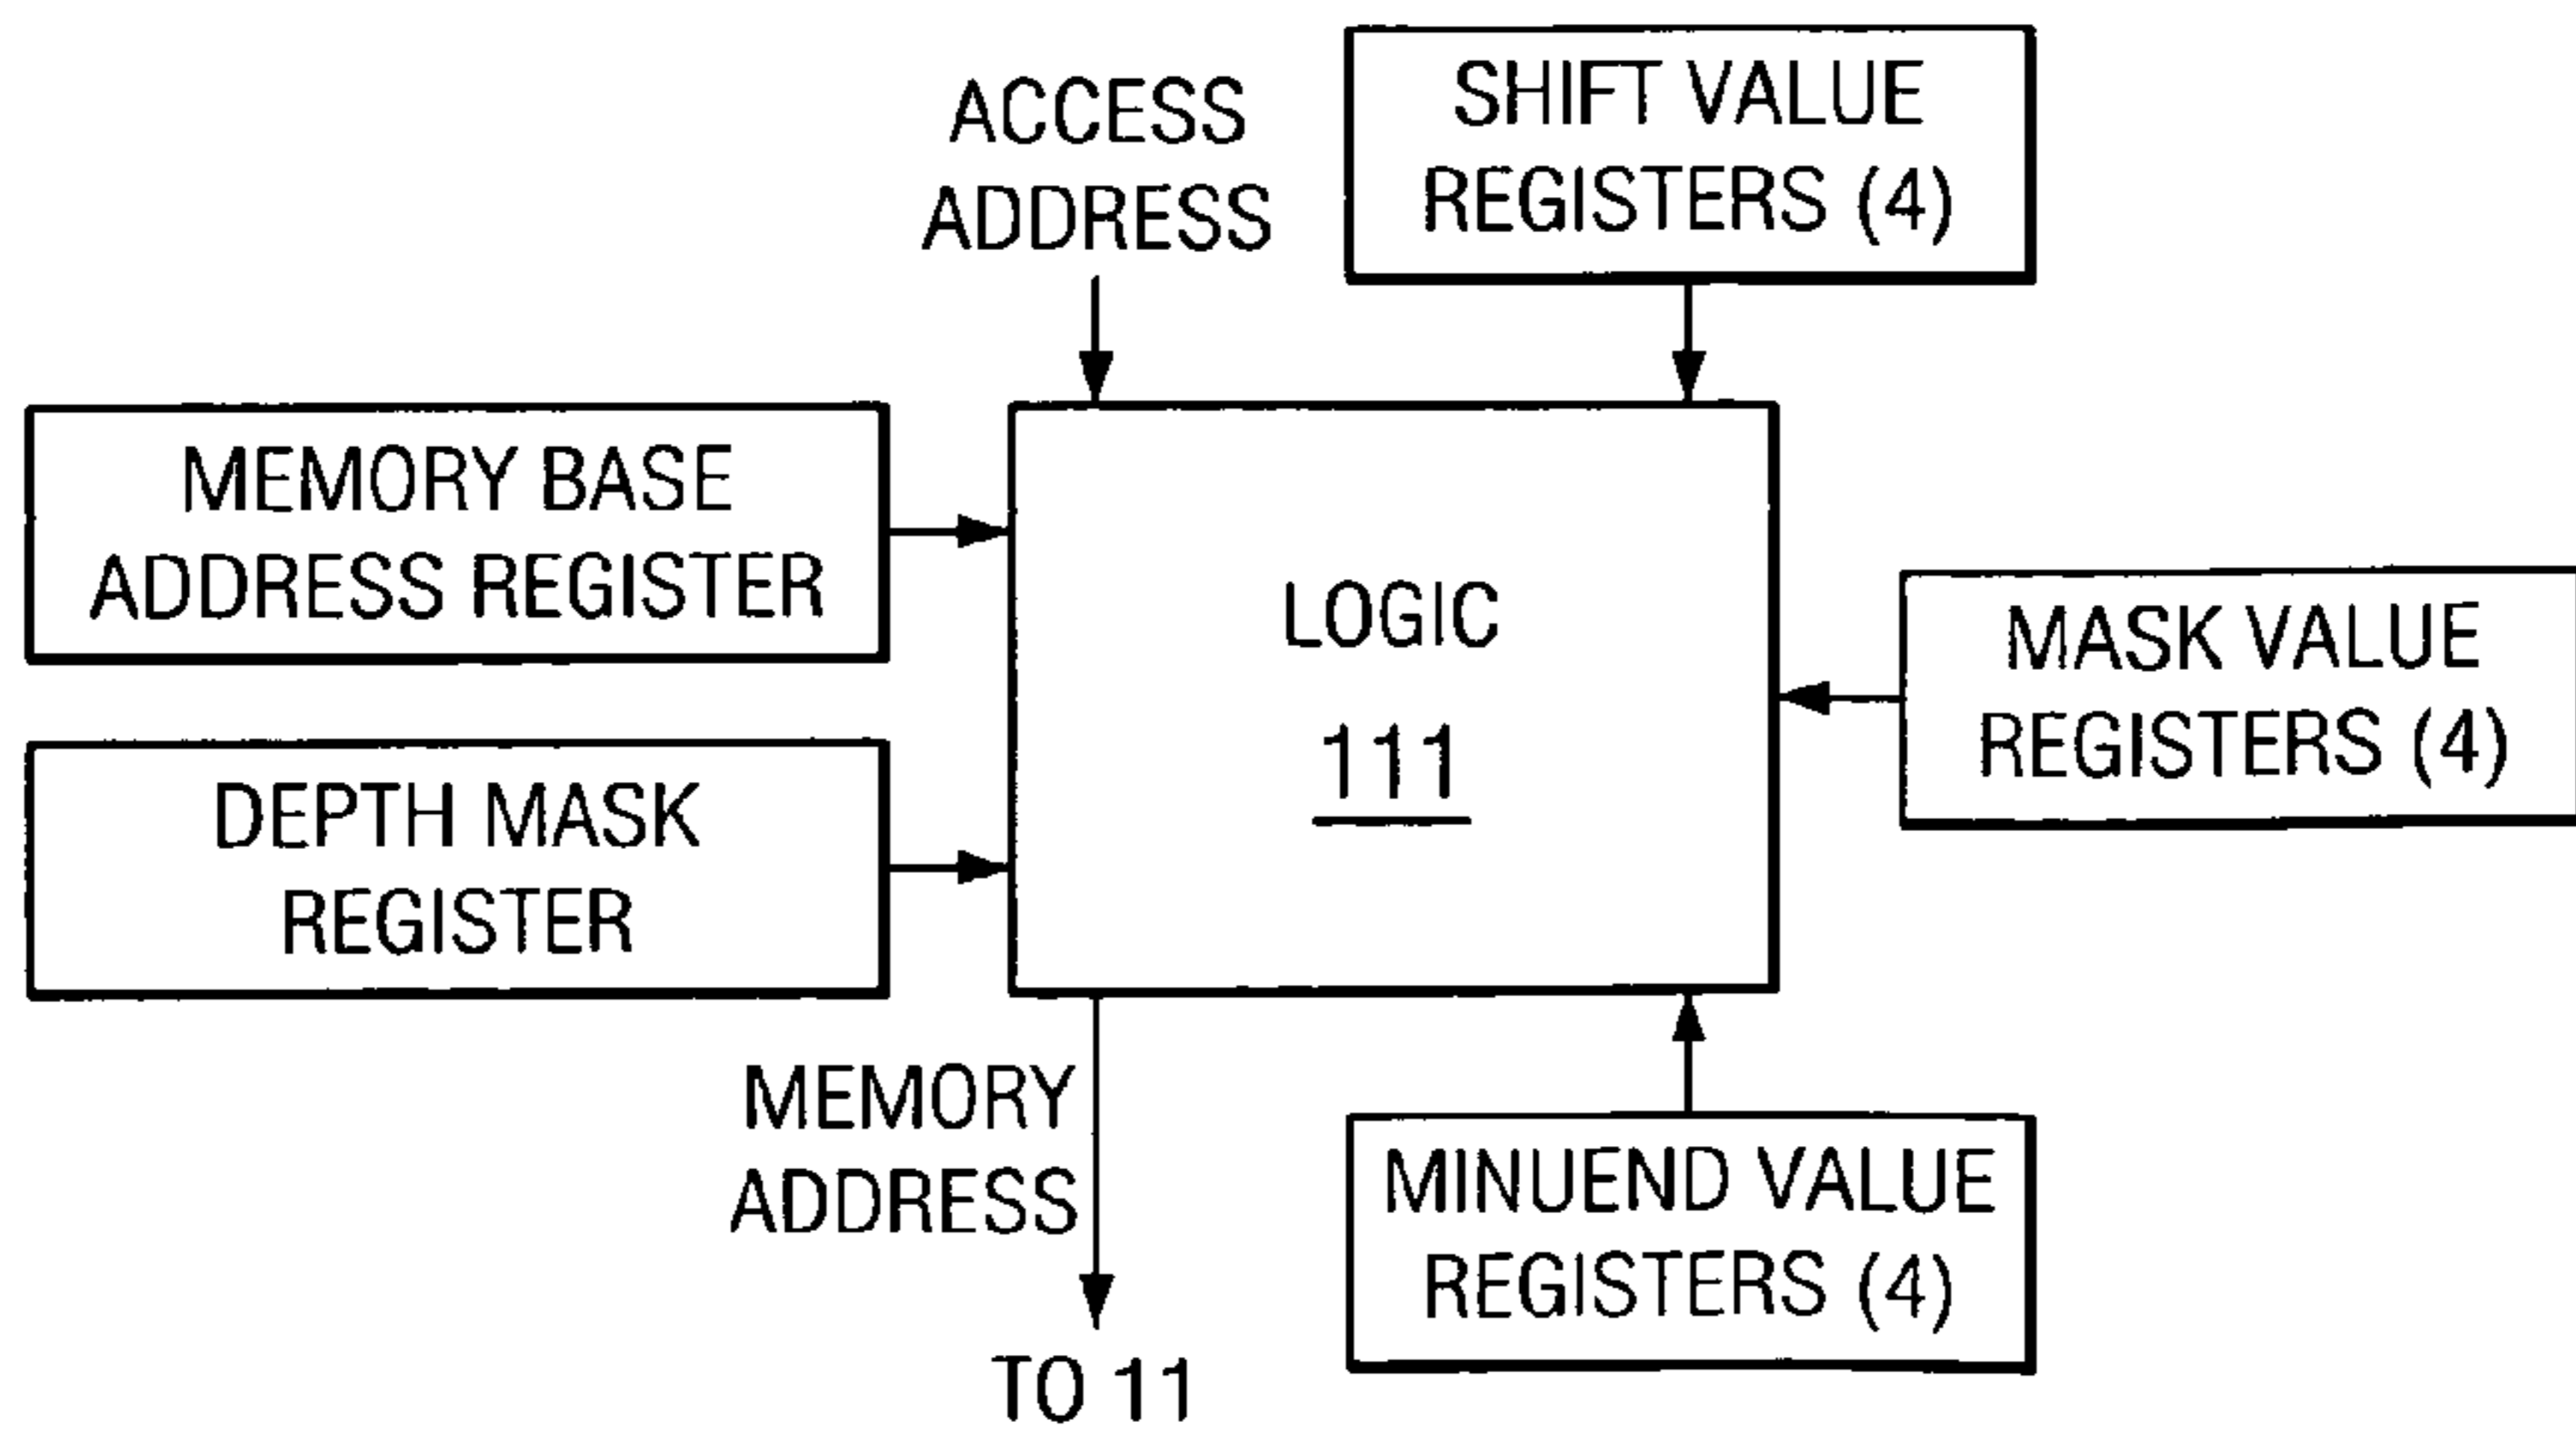 ACCESS
ADDRESS
SHIFT VALUE
REGISTERS (4)
MEMORY BASE
ADDRESS REGISTER
LOGIC
111
MASK VALUE
REGISTERS (4)
DEPTH MASK
REGISTER
MEMORY
ADDRESS
MINUEND VALUE
REGISTERS (4)
TO 11